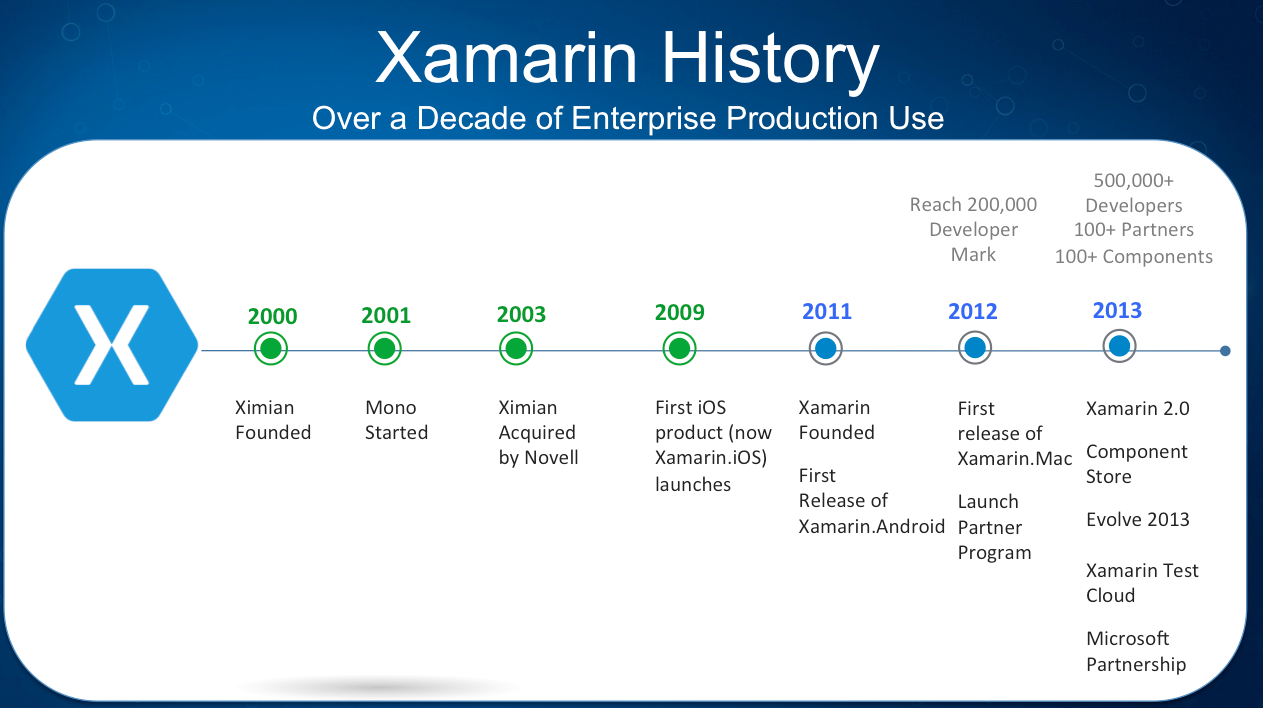 Xamarin History
Over a Decade of Enterprise Production Use
Reach 200,000
Developer
Mark
500,000+
Developers
100+ Partners
100+ Components
X
2000
2001
2003
2009
2011
2012
2013
Ximian
Founded
Mono
Started
Ximian
Acquired
by Novell
First iOS
product (now
Xamarin.iOS)
launches
Xamarin
Founded
First
Release of
Xamarin.Android
First
release of
Xamarin.Mac
Launch
Partner
Program
Xamarin 2.0
Component
Store
Evolve 2013
Xamarin Test
Cloud
Microsoft
Partnership